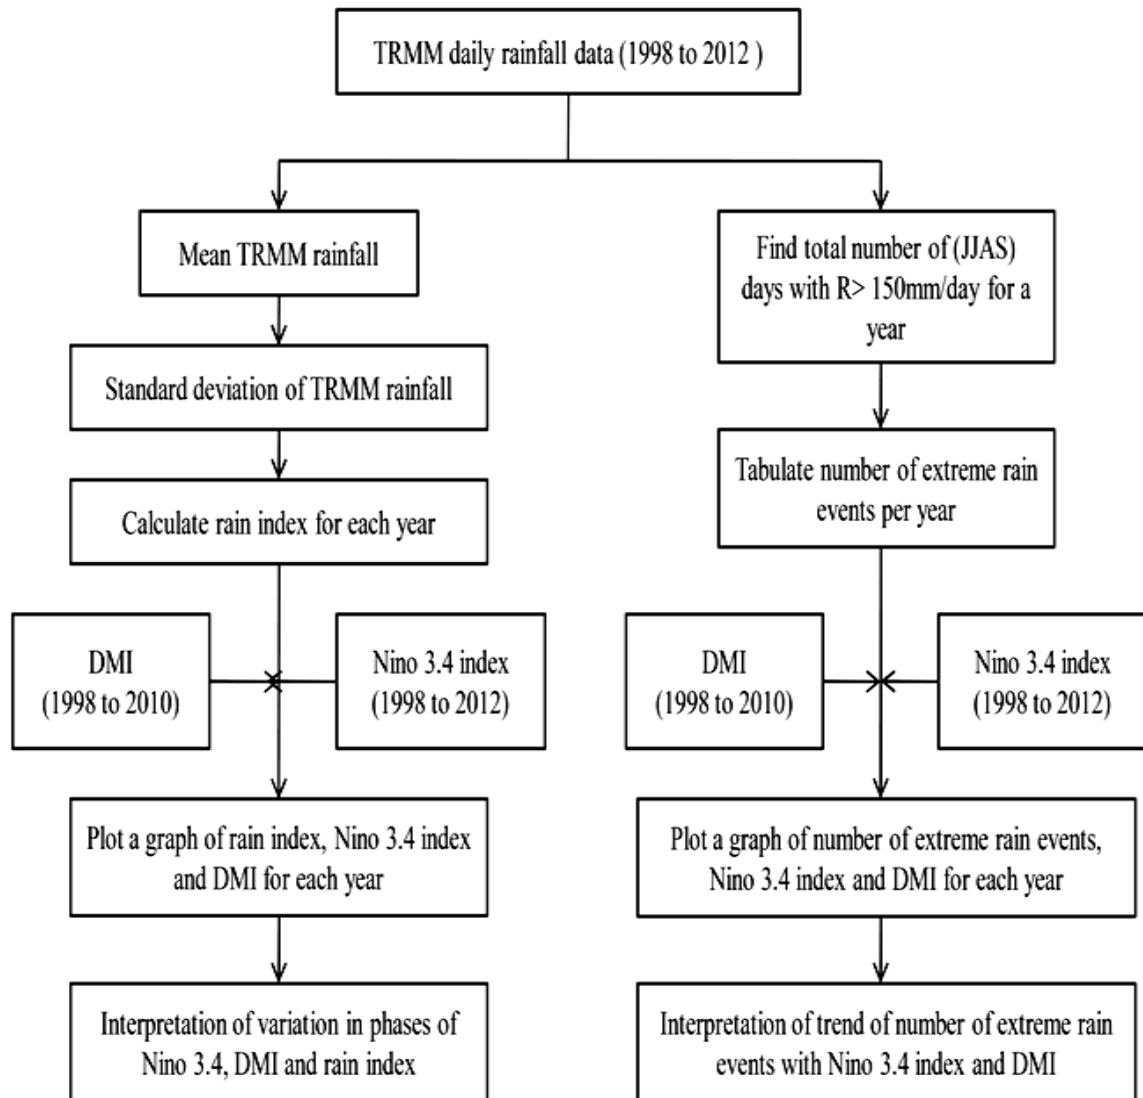 TRMM daily rainfall data (1998 to 2012 )
Mean TRMM rainfall
Standard deviation of TRMM rainfall
Calculate rain index for each year
DMI
(1998 to 2010)
Nino 3.4 index
(1998 to 2012)
Plot a graph of rain index, Nino 3.4 index
and DMI for each year
Interpretation of variation in phases of
Nino 3.4, DMI and rain index
Find total number of (JJAS)
days with R> 150mm/day for a
year
Tabulate number of extreme rain
events per year
DMI
(1998 to 2010)
Nino 3.4 index
(1998 to 2012)
Plot a graph of number of extreme rain events,
Nino 3.4 index and DMI for each year
Interpretation of trend of number of extreme rain
events with Nino 3.4 index and DMI